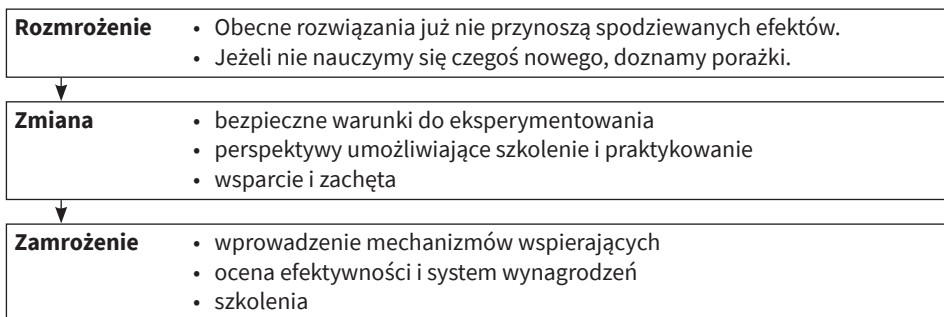 Rozmrożenie • Obecne rozwiązania już nie przynoszą spodziewanych efektów.
• Jeżeli nie nauczymy się czegoś nowego, doznamy porażki.
Zmiana • bezpieczne warunki do eksperymentowania
• perspektywy umożliwiające szkolenie i praktykowanie
• wsparcie i zachęta
Zamrożenie • wprowadzenie mechanizmów wspierających
• ocena efektywności i system wynagrodzeń
• szkolenia